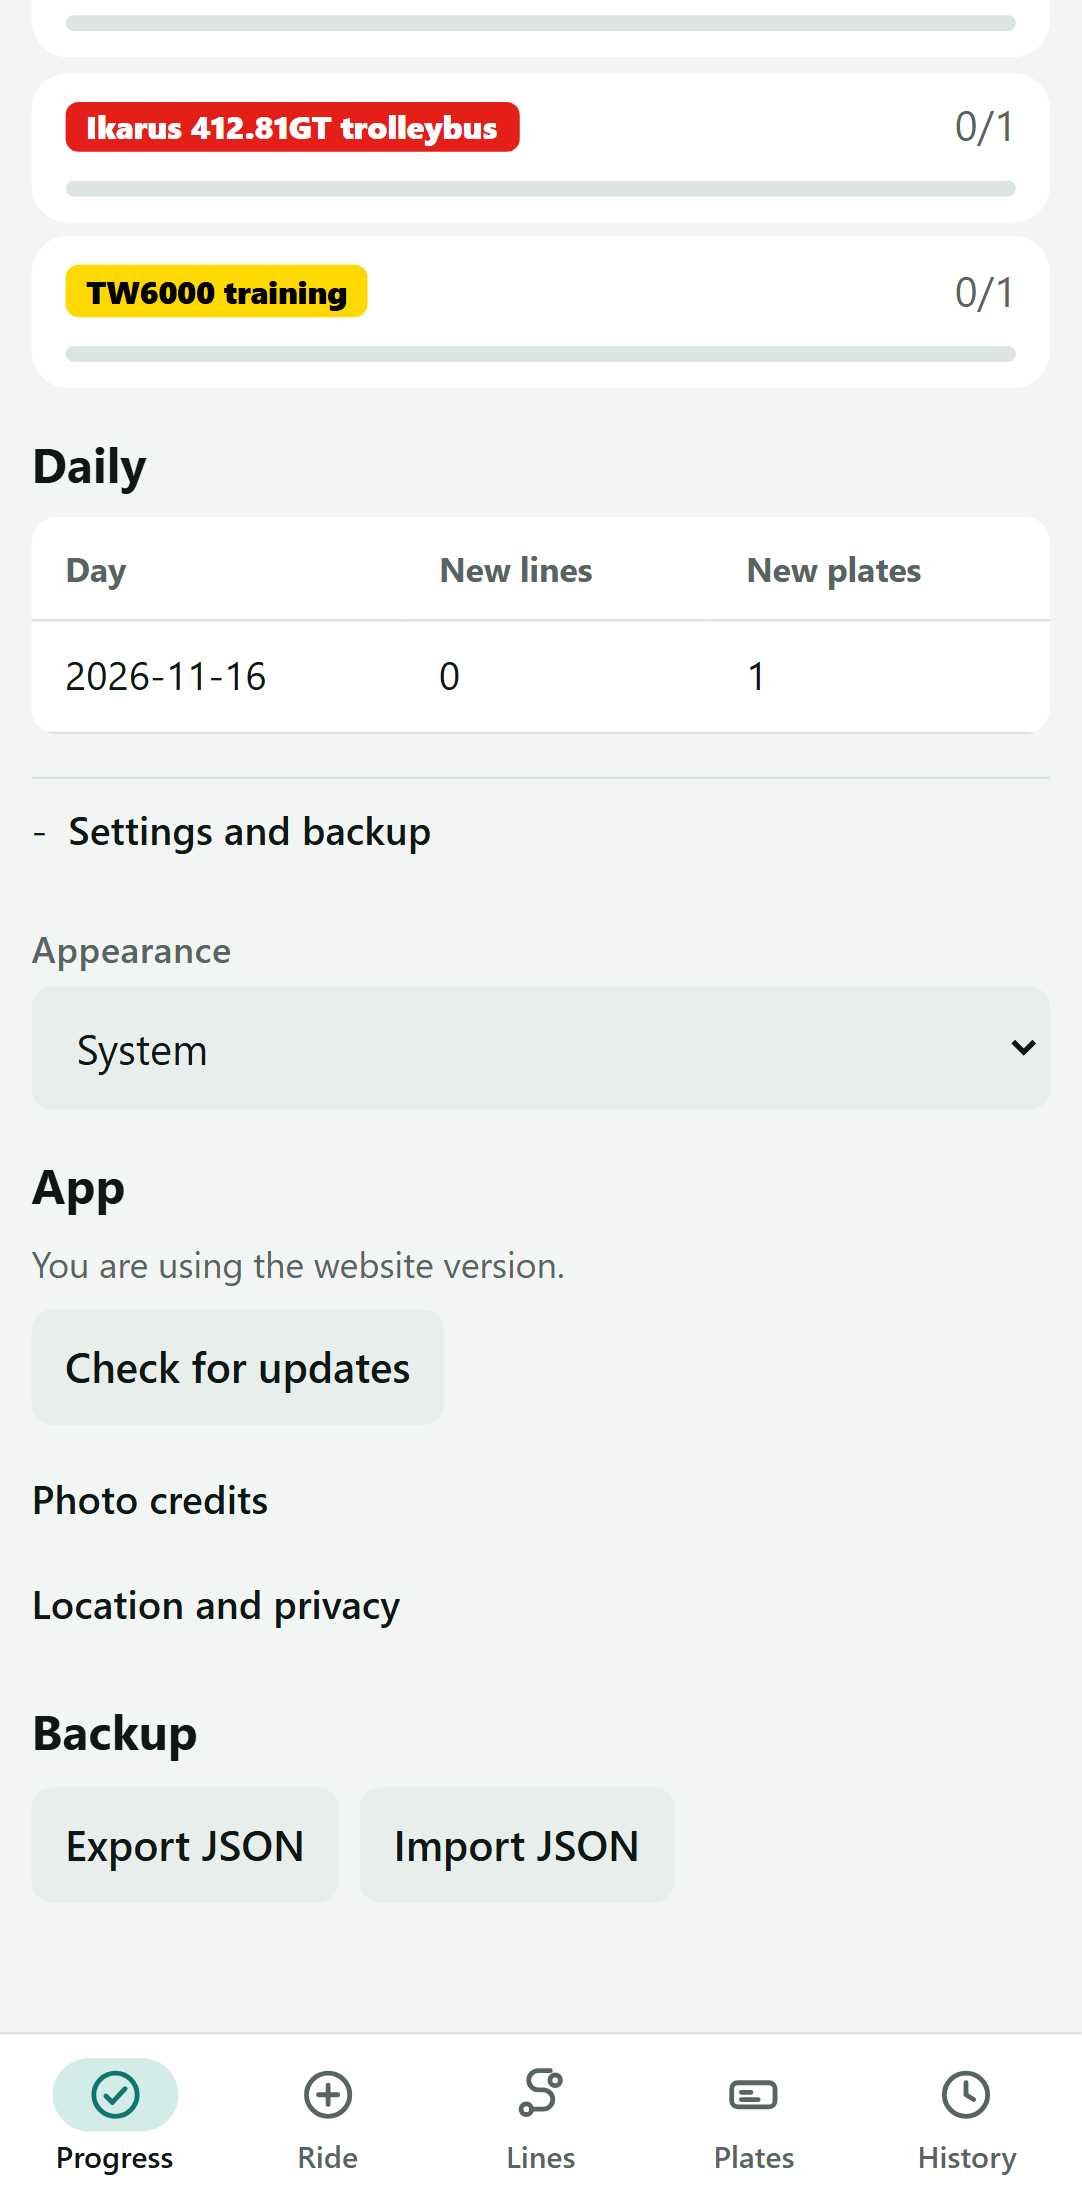 Ikarus 412.81GT trolleybus 0/1
TW6000 training 0/1
Daily
Day New lines New plates
2026-11-16 0 1
- Settings and backup
Appearance
System
App
You are using the website version.
Check for updates
Photo credits
Location and privacy
Backup
Export JSON Import JSON
Progress Ride Lines Plates History